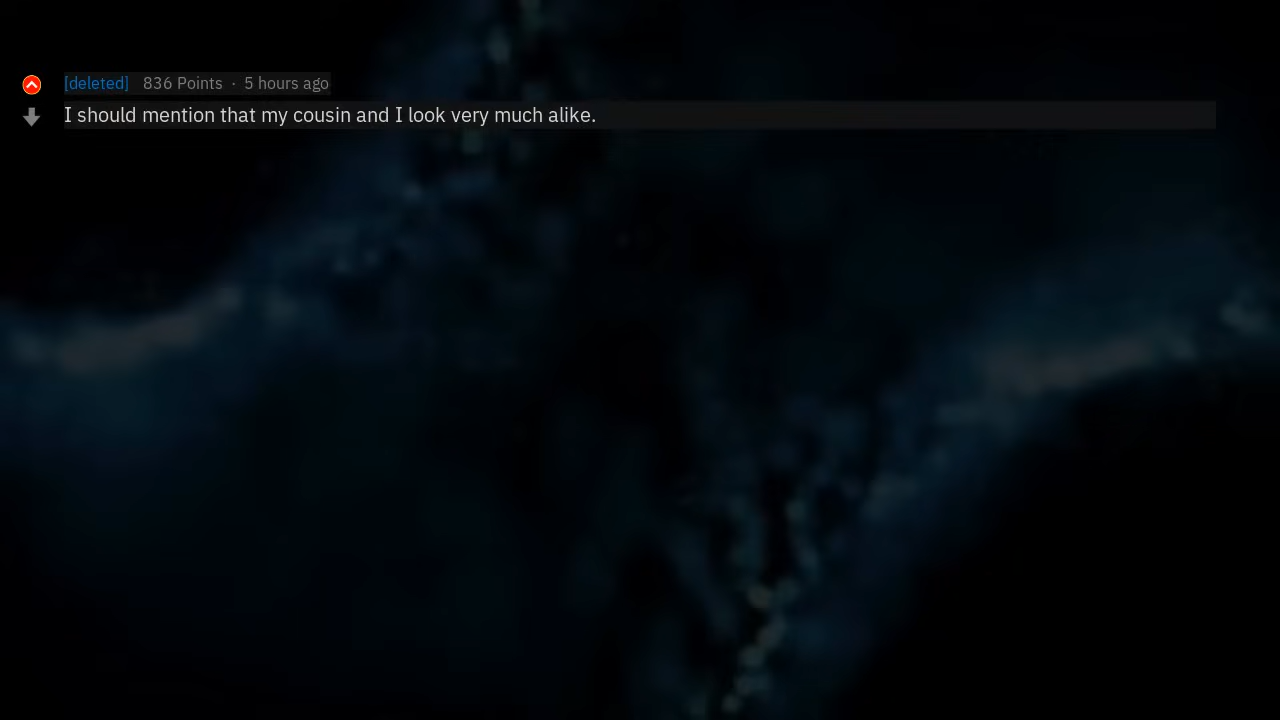 [deleted] 836 Points · 5 hours ago
I should mention that my cousin and I look very much alike.